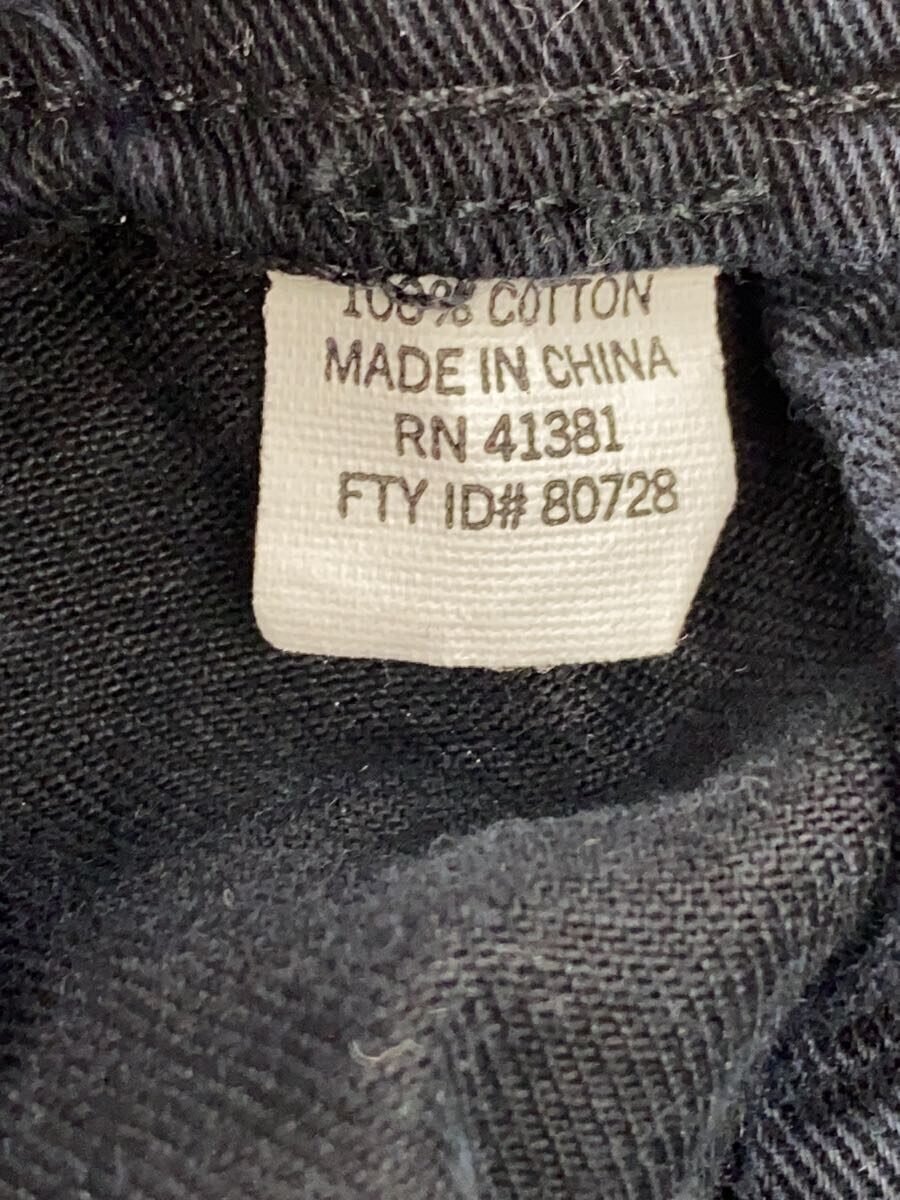 100% COTTON
MADE IN CHINA
RN 41381
FTY ID# 80728